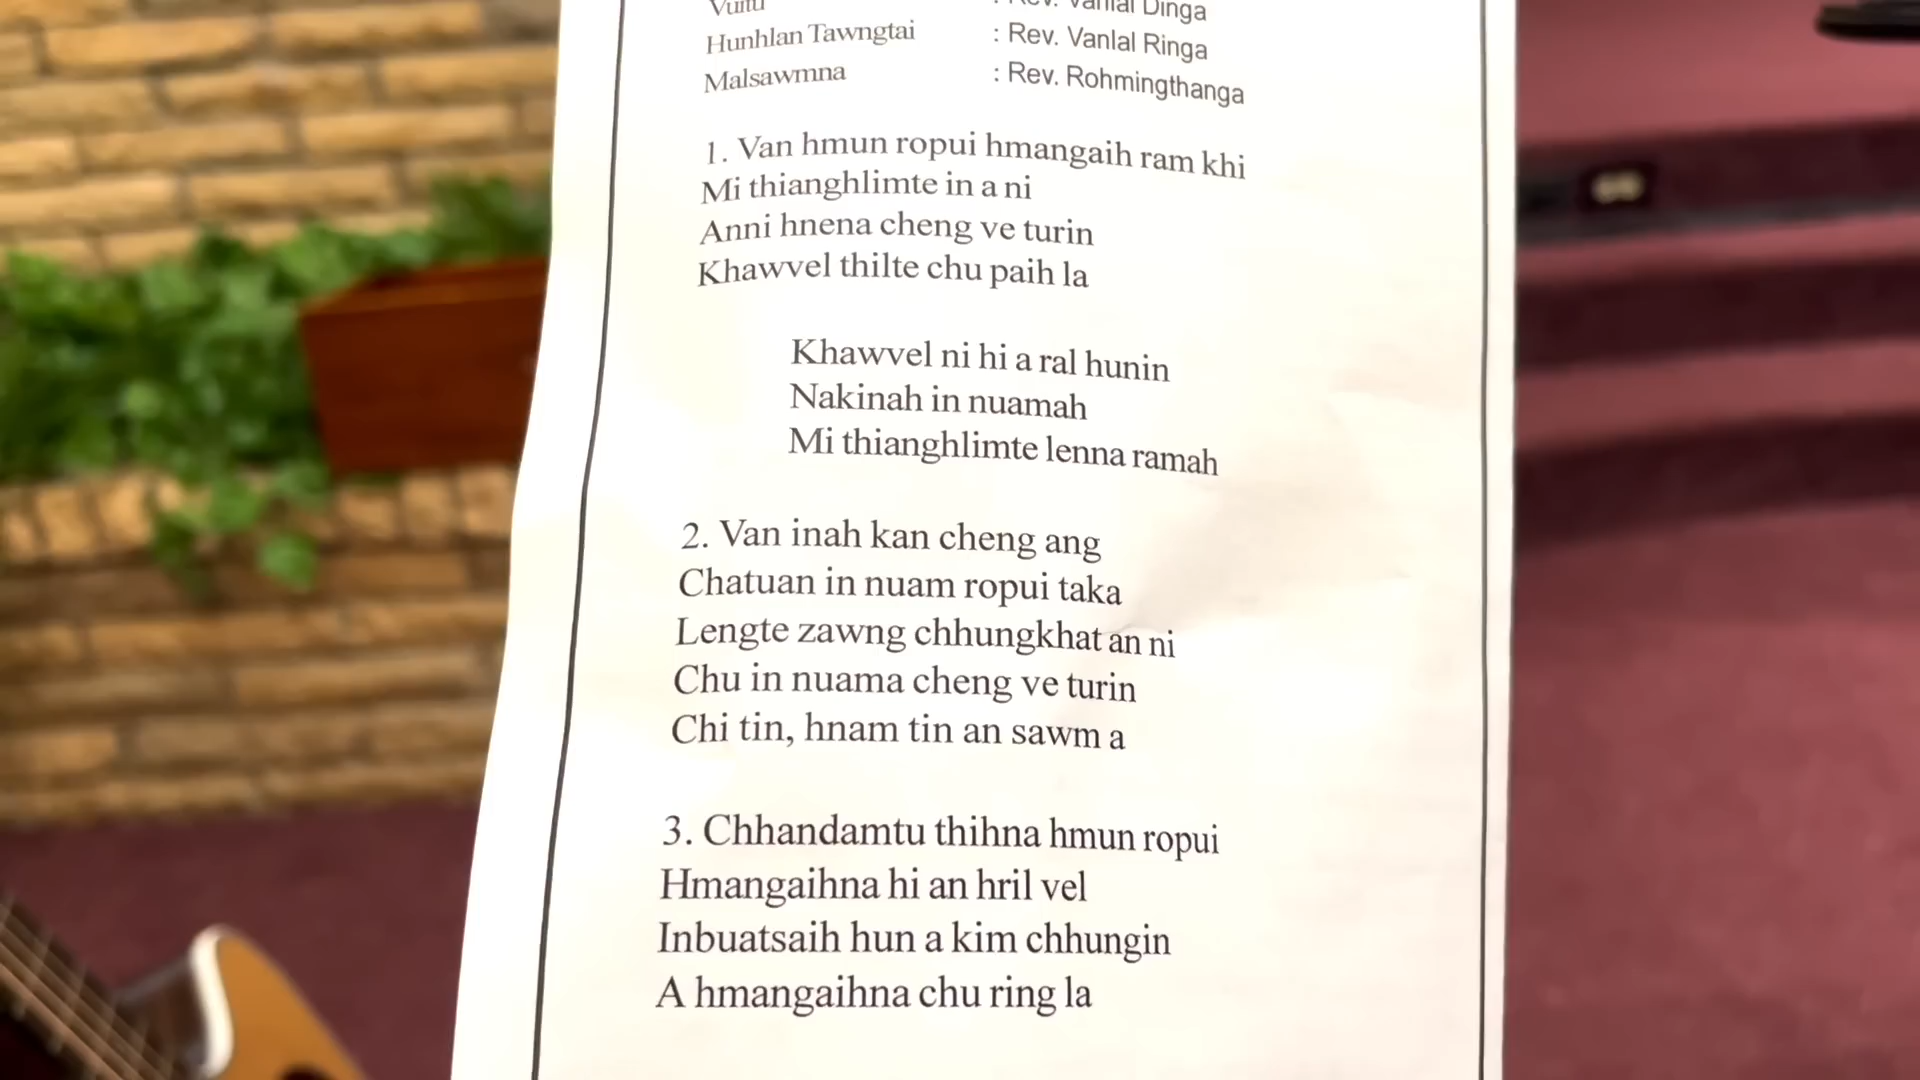 Vuitu : Rev. Vanlal Dinga
Hunhlan Tawngtai : Rev. Vanlal Ringa
Malsawmna : Rev. Rohmingthanga
1. Van hmun ropui hmangaih ram khi
Mi thianghlimte in a ni
Anni hnena cheng ve turin
Khawvel thilte chu paih la
Khawvel ni hi a ral hunin
Nakinah in nuamah
Mi thianghlimte lenna ramah
2. Van inah kan cheng ang
Chatuan in nuam ropui taka
Lengte zawng chhungkhat an ni
Chu in nuama cheng ve turin
Chi tin, hnam tin an sawm a
3. Chhandamtu thihna hmun ropui
Hmangaihna hi an hril vel
Inbuatsaih hun a kim chhungin
A hmangaihna chu ring la